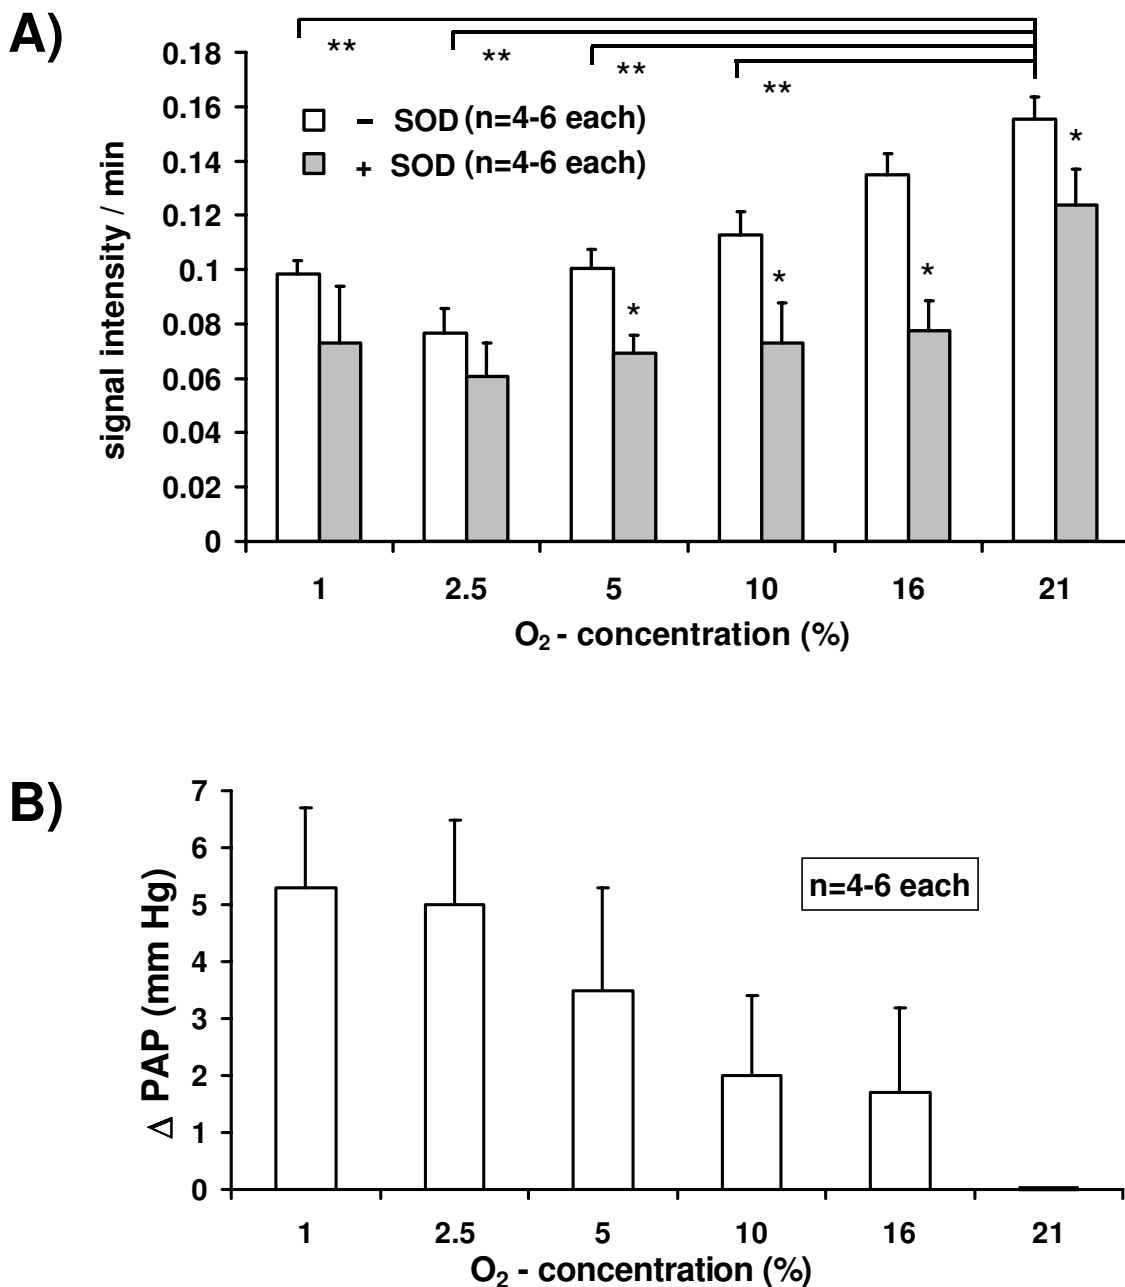 A)
** ** ** **
0.18
0.16
0.14
0.12
0.1
0.08
0.06
0.04
0.02
0
signal intensity / min
– SOD (n=4-6 each)
+ SOD (n=4-6 each)
* * * *
1 2.5 5 10 16 21
O₂ - concentration (%)
B)
7
6
5
4
3
2
1
0
Δ PAP (mm Hg)
n=4-6 each
1 2.5 5 10 16 21
O₂ - concentration (%)